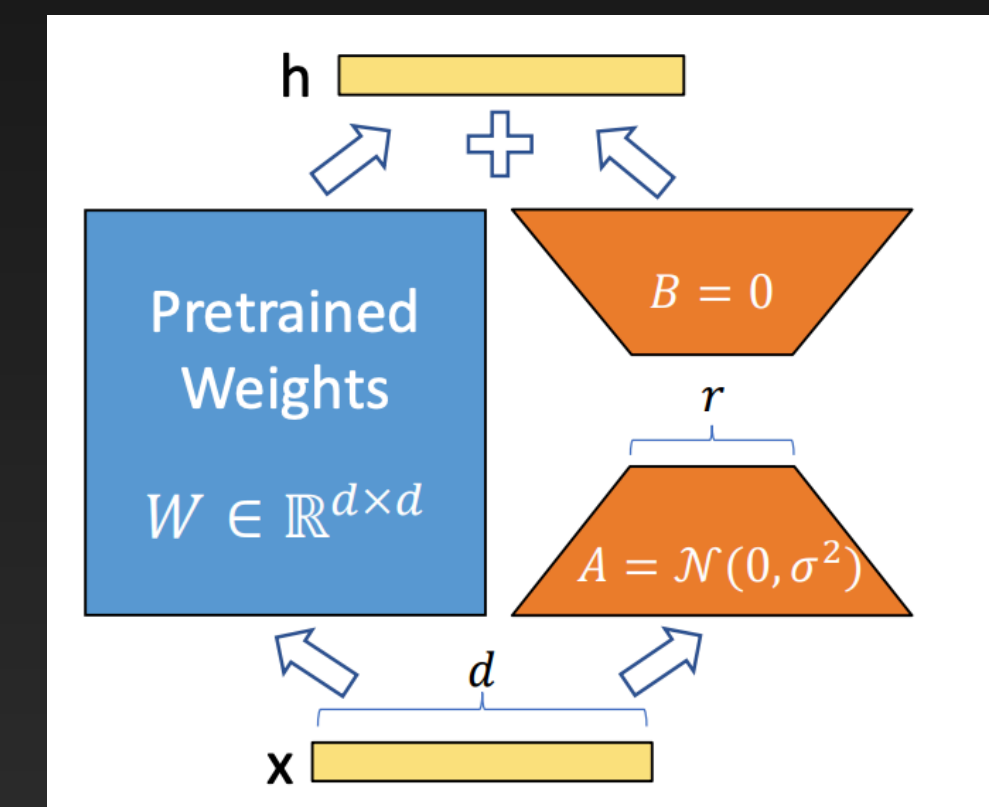 h
Pretrained
Weights
W ∈ ℝ^{d×d}
B = 0
r
A = 𝒩(0, σ²)
d
x